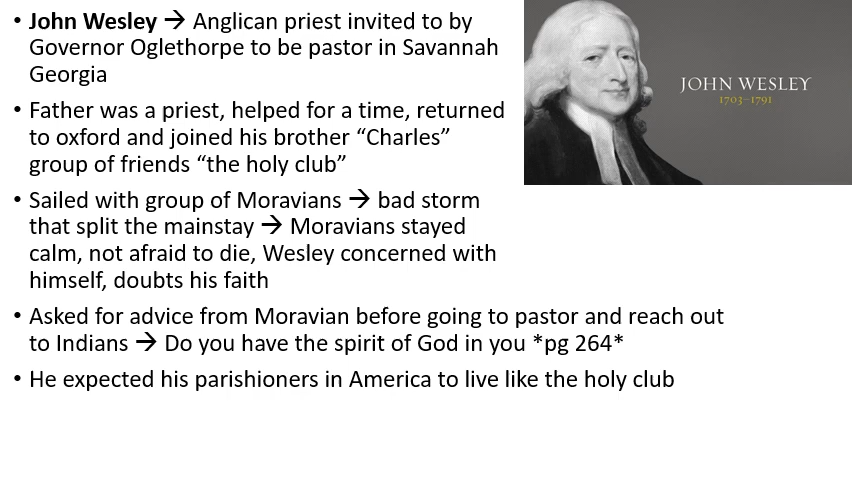 • John Wesley → Anglican priest invited to by
Governor Oglethorpe to be pastor in Savannah
Georgia
• Father was a priest, helped for a time, returned
to oxford and joined his brother “Charles”
group of friends “the holy club”
• Sailed with group of Moravians → bad storm
that split the mainstay → Moravians stayed
calm, not afraid to die, Wesley concerned with
himself, doubts his faith
• Asked for advice from Moravian before going to pastor and reach out
to Indians → Do you have the spirit of God in you *pg 264*
• He expected his parishioners in America to live like the holy club
JOHN WESLEY
1703–1791